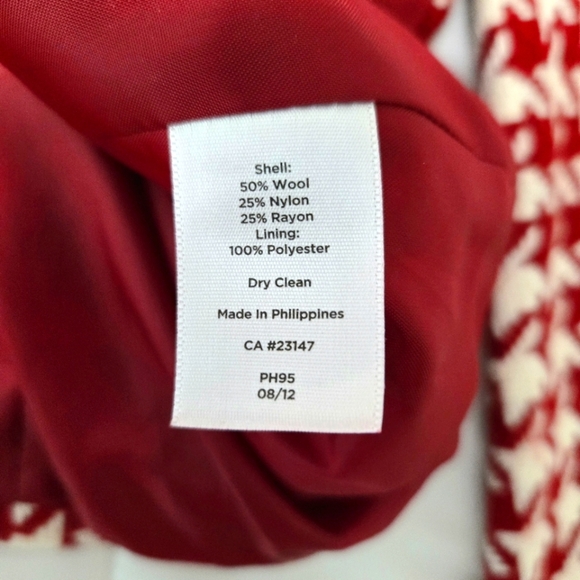 Shell:
50% Wool
25% Nylon
25% Rayon
Lining:
100% Polyester
Dry Clean
Made In Philippines
CA #23147
PH95
08/12